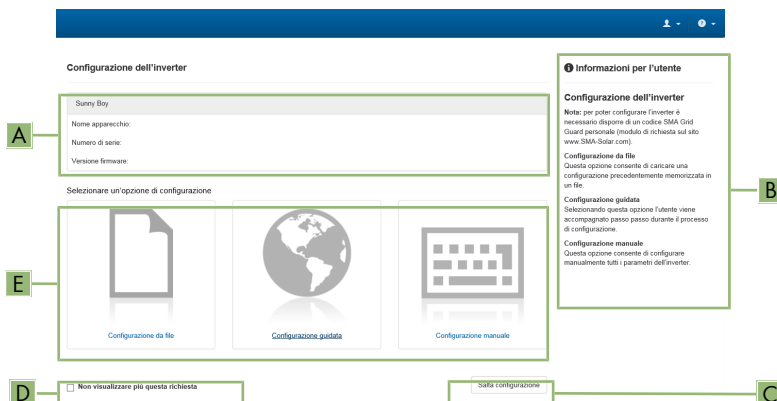 Configurazione dell'inverter
Sunny Boy
Nome apparecchio:
Numero di serie:
Versione firmware:
A
Selezionare un'opzione di configurazione
E
Configurazione da file
Configurazione guidata
Configurazione manuale
D
Non visualizzare più questa richiesta
Salta configurazione
C
Informazioni per l'utente
Configurazione dell'inverter
Nota: per poter configurare l'inverter è
necessario disporre di un codice SMA Grid
Guard personale (modulo di richiesta sul sito
www.SMA-Solar.com).
Configurazione da file
Questa opzione consente di caricare una
configurazione precedentemente memorizzata in
un file.
Configurazione guidata
Selezionando questa opzione l'utente viene
accompagnato passo passo durante il processo
di configurazione.
Configurazione manuale
Questa opzione consente di configurare
manualmente tutti i parametri dell'inverter.
B